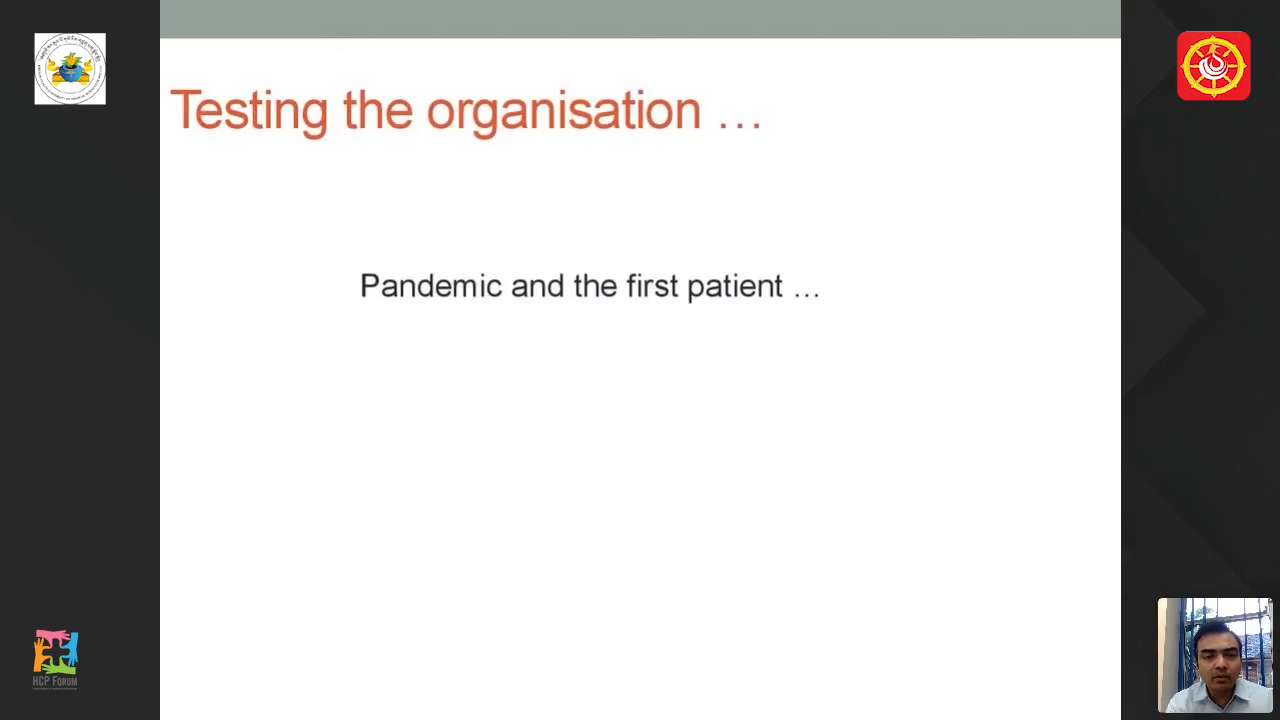 Testing the organisation ...
Pandemic and the first patient ...
HCP FORUM